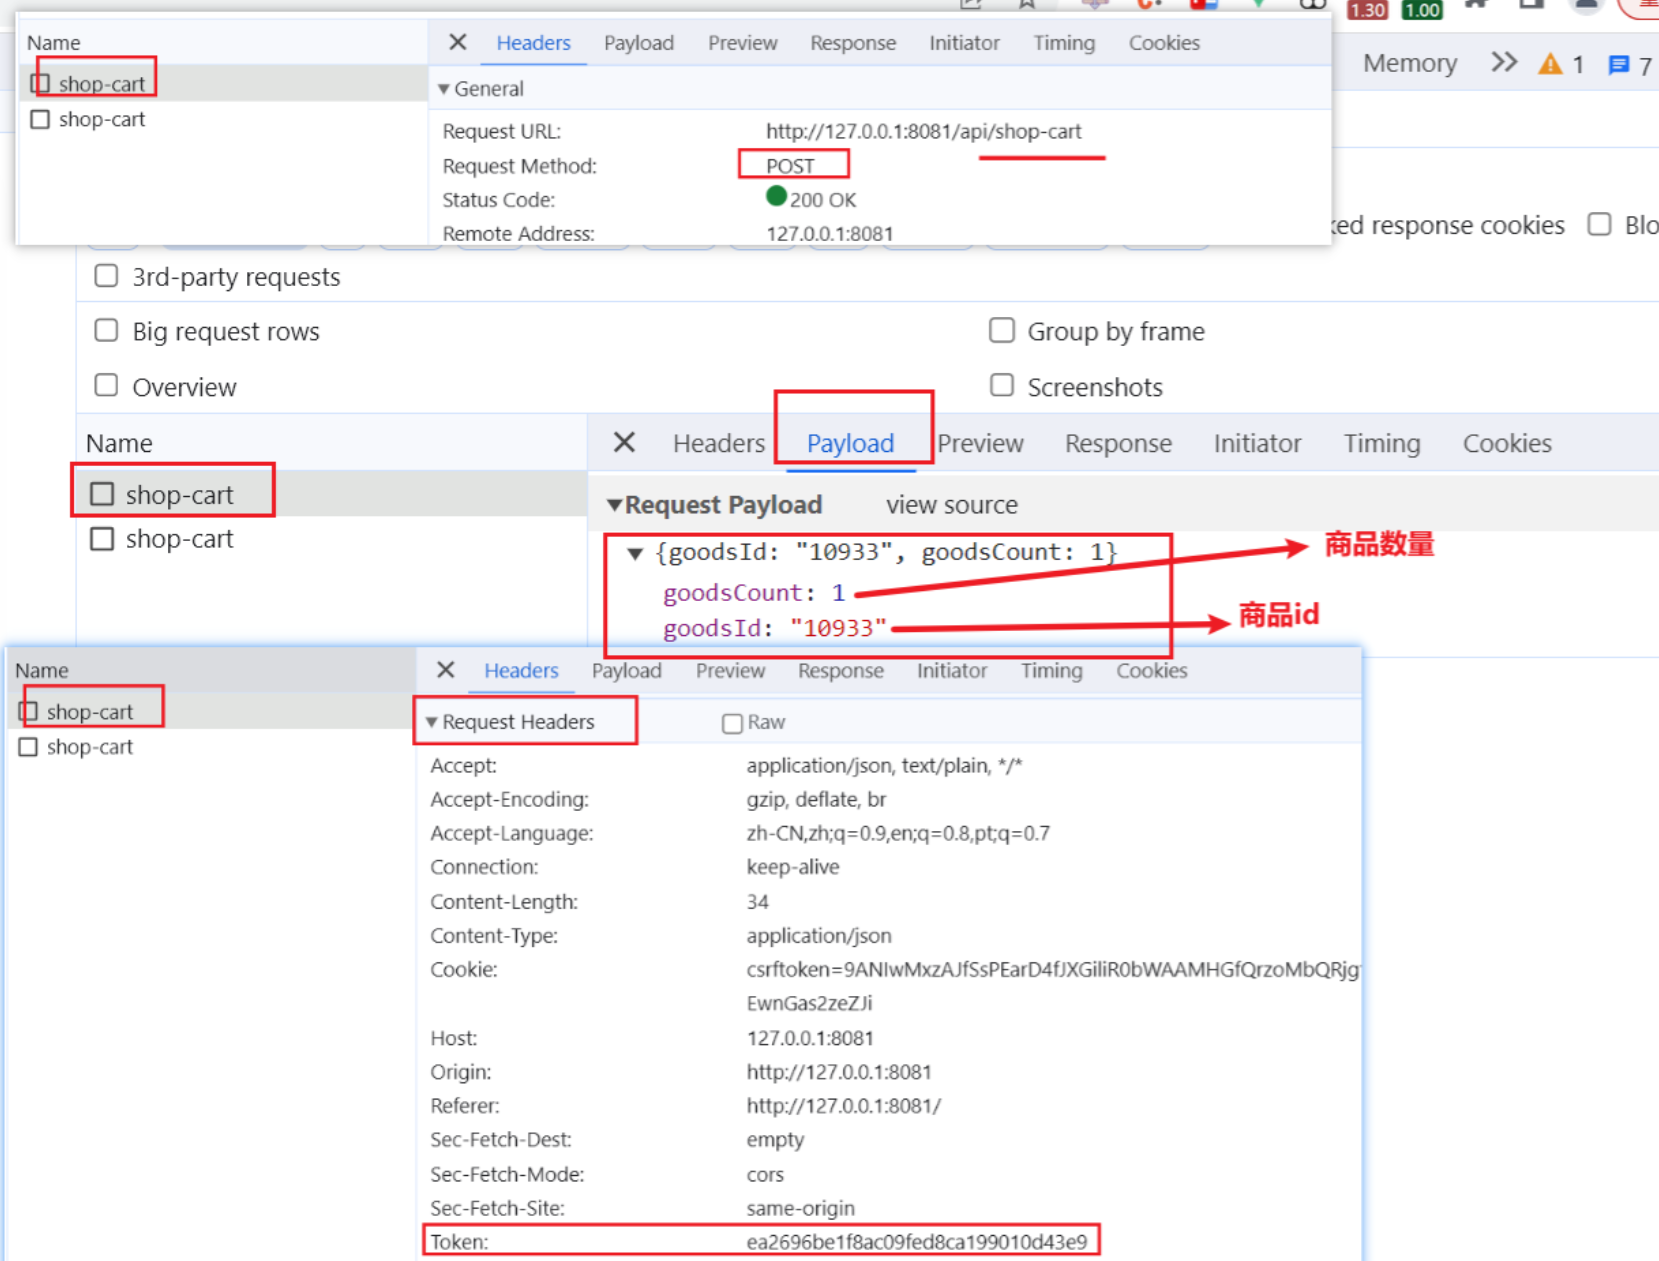 1.30 1.00
Name
× Headers Payload Preview Response Initiator Timing Cookies
Memory >> 1 7
shop-cart
shop-cart
▼ General
Request URL: http://127.0.0.1:8081/api/shop-cart
Request Method: POST
Status Code: 200 OK
Remote Address: 127.0.0.1:8081
ked response cookies Blo
3rd-party requests
Big request rows Group by frame
Overview Screenshots
Name
× Headers Payload Preview Response Initiator Timing Cookies
shop-cart
shop-cart
▼Request Payload view source
▼ {goodsId: "10933", goodsCount: 1}
goodsCount: 1
goodsId: "10933"
商品数量
商品id
Name
× Headers Payload Preview Response Initiator Timing Cookies
shop-cart
shop-cart
▼ Request Headers Raw
Accept: application/json, text/plain, */*
Accept-Encoding: gzip, deflate, br
Accept-Language: zh-CN,zh;q=0.9,en;q=0.8,pt;q=0.7
Connection: keep-alive
Content-Length: 34
Content-Type: application/json
Cookie: csrftoken=9ANIwMxzAJfSsPEarD4fJXGiliR0bWAAMHGfQrzoMbQRjg
EwnGas2zeZJi
Host: 127.0.0.1:8081
Origin: http://127.0.0.1:8081
Referer: http://127.0.0.1:8081/
Sec-Fetch-Dest: empty
Sec-Fetch-Mode: cors
Sec-Fetch-Site: same-origin
Token: ea2696be1f8ac09fed8ca199010d43e9